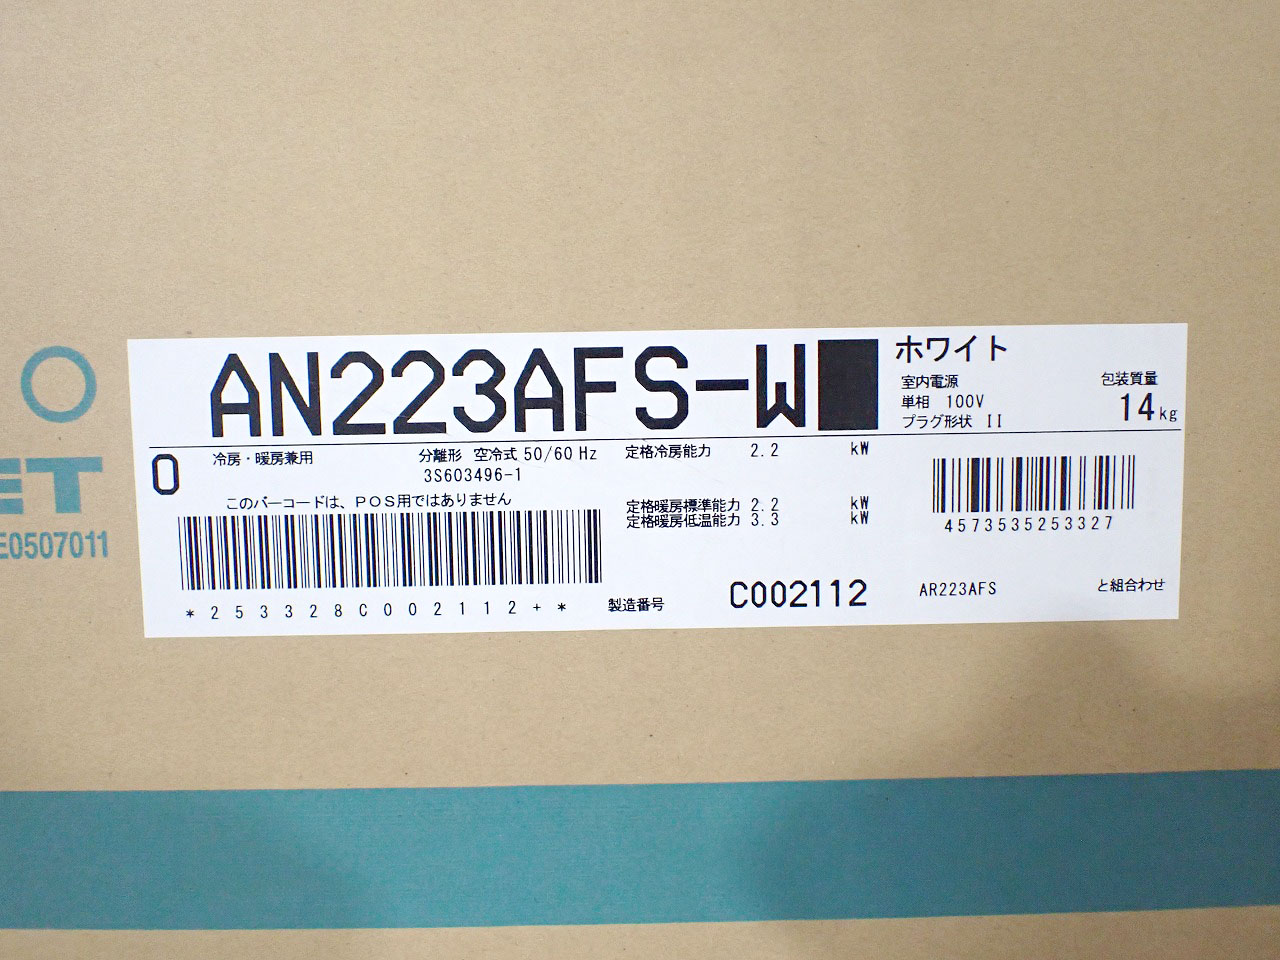 O
ET
E0507011
AN223AFS-W
ホワイト
室内電源
単相 100V
プラグ形状 II
包装質量
14kg
0
冷房・暖房兼用
分離形 空冷式 50/60 Hz
3S603496-1
定格冷房能力 2.2 kW
このバーコードは、POS用ではありません
定格暖房標準能力 2.2 kW
定格暖房低温能力 3.3 kW
*253328C002112+*
製造番号 C002112
4573535253327
AR223AFS と組合わせ